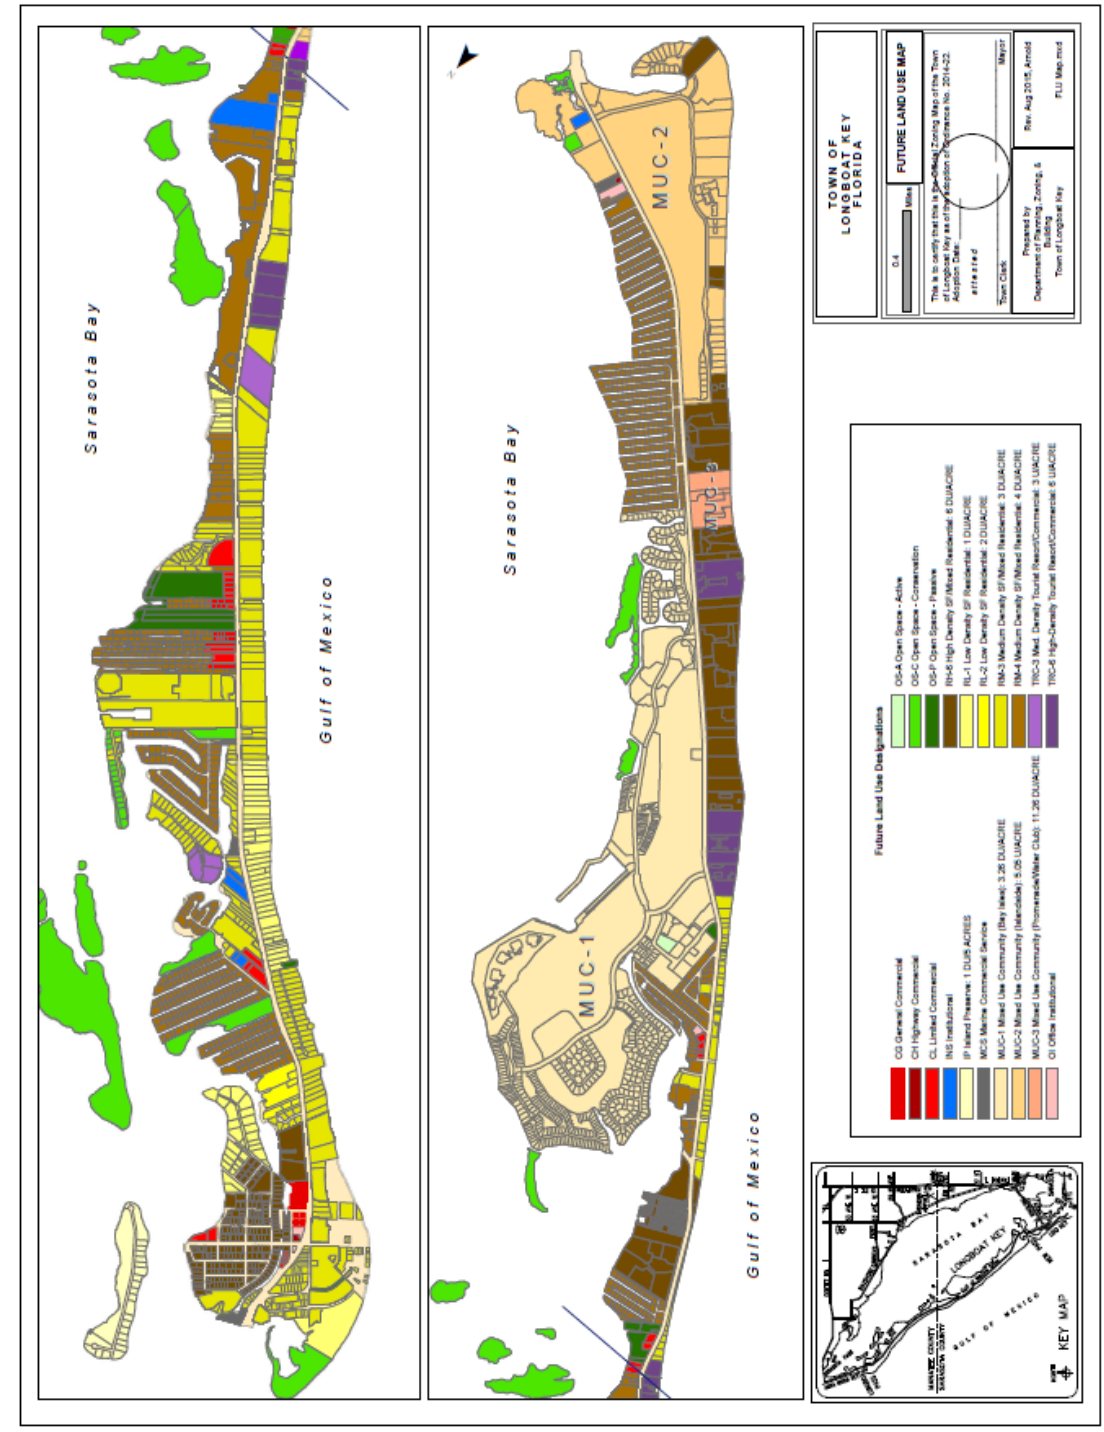 TOWN OF
LONGBOAT KEY
FLORIDA
0.4
Miles
FUTURE LAND USE MAP
This is to certify that this is the Official Zoning Map of the Town
of Longboat Key as of the adoption of Ordinance No. 2014-22.
Adoption Date:
attested
Town Clerk
Mayor
Prepared by
Department of Planning, Zoning, &
Building
Town of Longboat Key
Rev. Aug 2015, Arnold
FLU Map.mxd
Sarasota Bay
Gulf of Mexico
Sarasota Bay
Gulf of Mexico
MUC-1
MUC-2
MUC-3
N
Future Land Use Designations
CG General Commercial
CH Highway Commercial
CL Limited Commercial
INS Institutional
IP Island Preserve: 1 DU/5 ACRES
MCS Marine Commercial Service
MUC-1 Mixed Use Community (Bay Isles): 3.26 DU/ACRE
MUC-2 Mixed Use Community (Islandside): 5.05 U/ACRE
MUC-3 Mixed Use Community (Promenade/Water Club): 11.26 DU/ACRE
OI Office Institutional
OS-A Open Space - Active
OS-C Open Space - Conservation
OS-P Open Space - Passive
RH-6 High Density SF/Mixed Residential: 6 DU/ACRE
RL-1 Low Density SF Residential: 1 DU/ACRE
RL-2 Low Density SF Residential: 2 DU/ACRE
RM-3 Medium Density SF/Mixed Residential: 3 DU/ACRE
RM-4 Medium Density SF/Mixed Residential: 4 DU/ACRE
TRC-3 Med. Density Tourist Resort/Commercial: 3 U/ACRE
TRC-6 High-Density Tourist Resort/Commercial: 6 U/ACRE
SARASOTA BAY
LONGBOAT KEY
GULF OF MEXICO
MANATEE COUNTY
SARASOTA COUNTY
NORTH
KEY MAP